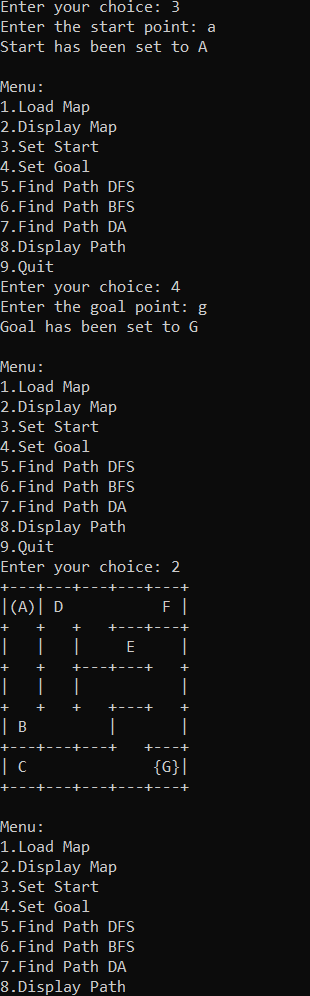 Enter your choice: 3
Enter the start point: a
Start has been set to A

Menu:
1.Load Map
2.Display Map
3.Set Start
4.Set Goal
5.Find Path DFS
6.Find Path BFS
7.Find Path DA
8.Display Path
9.Quit
Enter your choice: 4
Enter the goal point: g
Goal has been set to G

Menu:
1.Load Map
2.Display Map
3.Set Start
4.Set Goal
5.Find Path DFS
6.Find Path BFS
7.Find Path DA
8.Display Path
9.Quit
Enter your choice: 2
+---+---+---+---+---+
|(A)| D           F |
+   +   +   +---+---+
|   |   |     E     |
+   +   +---+---+   +
|   |   |           |
+   +   +   +---+   +
| B         |       |
+---+---+---+   +---+
| C             {G}|
+---+---+---+---+---+

Menu:
1.Load Map
2.Display Map
3.Set Start
4.Set Goal
5.Find Path DFS
6.Find Path BFS
7.Find Path DA
8.Display Path